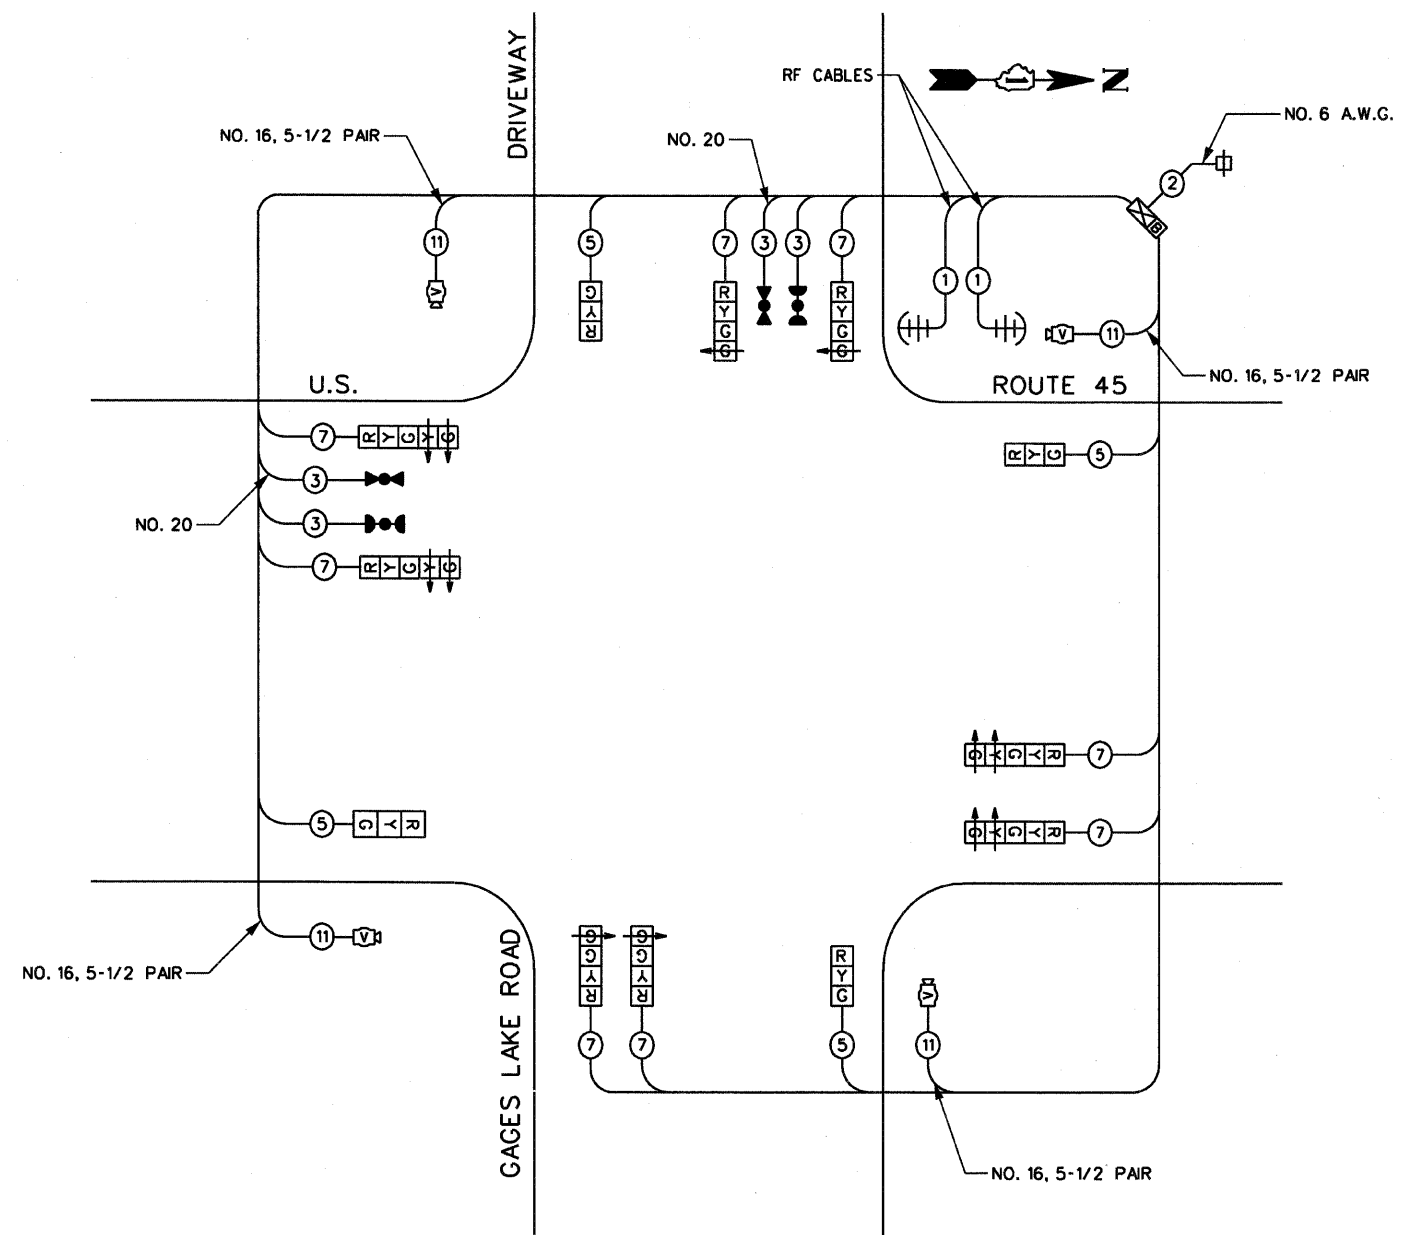 DRIVEWAY
RF CABLES
N
NO. 6 A.W.G.
NO. 16, 5-1/2 PAIR
NO. 20
2
B
11
5
7
3
3
7
V
G Y R
R Y G G
R Y G G
1
1
V
11
NO. 16, 5-1/2 PAIR
U.S.
ROUTE 45
7
R Y G Y G
R Y G
5
3
NO. 20
3
7
R Y G Y G
G Y G Y R
7
5
G Y R
G Y G Y R
7
11
V
NO. 16, 5-1/2 PAIR
GAGES LAKE ROAD
G G Y R
G G Y R
R Y G
V
7
7
5
11
NO. 16, 5-1/2 PAIR